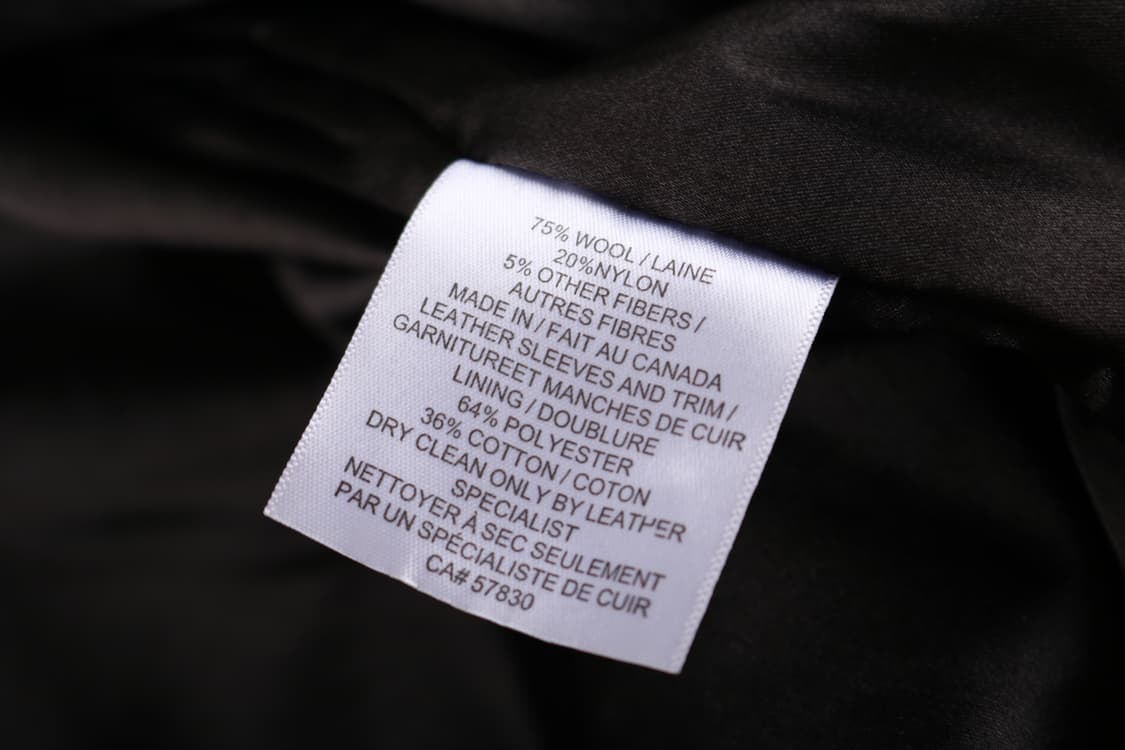 75% WOOL / LAINE
20%NYLON
5% OTHER FIBERS /
AUTRES FIBRES
MADE IN / FAIT AU CANADA
LEATHER SLEEVES AND TRIM /
GARNITUREET MANCHES DE CUIR
LINING / DOUBLURE
64% POLYESTER
36% COTTON / COTON
DRY CLEAN ONLY BY LEATHER
SPECIALIST
NETTOYER À SEC SEULEMENT
PAR UN SPÉCIALISTE DE CUIR
CA# 57830